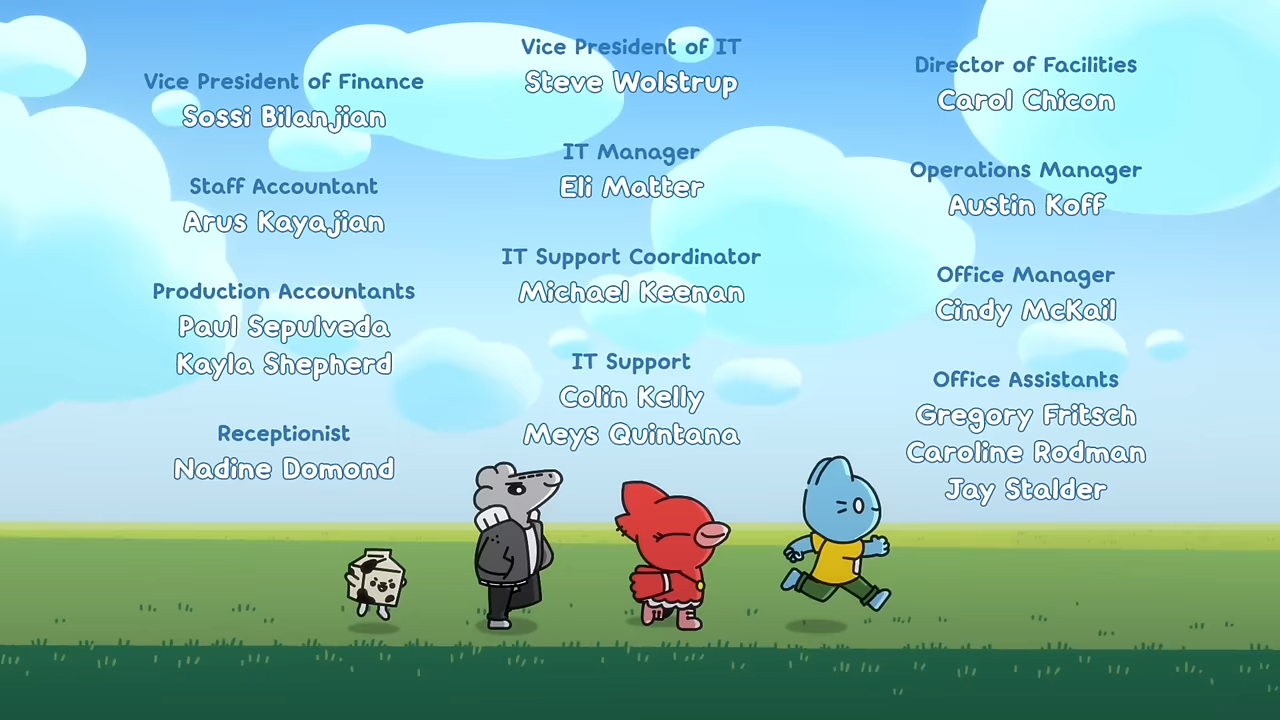 Vice President of Finance
Sossi Bilanjian
Staff Accountant
Arus Kayajian
Production Accountants
Paul Sepulveda
Kayla Shepherd
Receptionist
Nadine Domond
Vice President of IT
Steve Wolstrup
IT Manager
Eli Matter
IT Support Coordinator
Michael Keenan
IT Support
Colin Kelly
Meys Quintana
Director of Facilities
Carol Chicon
Operations Manager
Austin Koff
Office Manager
Cindy McKail
Office Assistants
Gregory Fritsch
Caroline Rodman
Jay Stalder